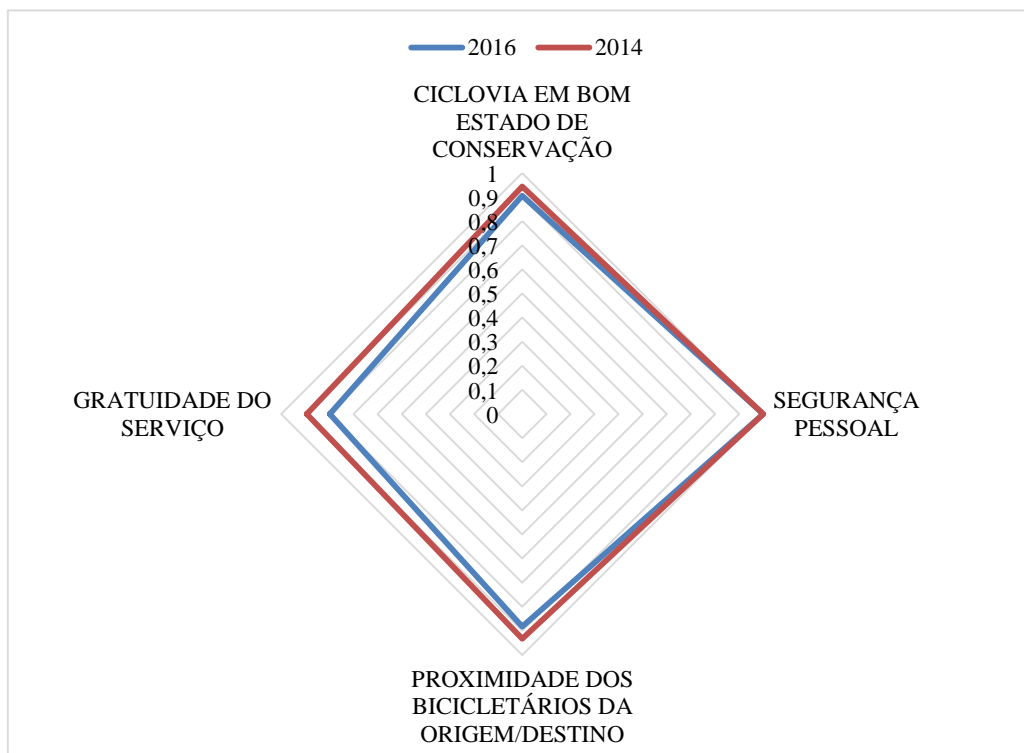 2016 2014
CICLOVIA EM BOM
ESTADO DE
CONSERVAÇÃO
1
0,9
0,8
0,7
0,6
0,5
0,4
0,3
0,2
0,1
0
GRATUIDADE DO
SERVIÇO
SEGURANÇA
PESSOAL
PROXIMIDADE DOS
BICICLETÁRIOS DA
ORIGEM/DESTINO